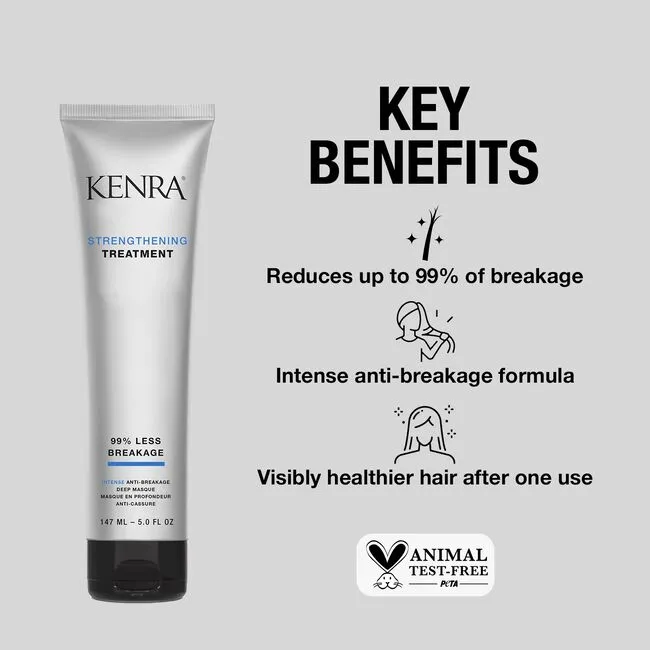 KENRA®
STRENGTHENING
TREATMENT
99% LESS
BREAKAGE
INTENSE ANTI-BREAKAGE
DEEP MASQUE
MASQUE EN PROFONDEUR
ANTI-CASSURE
147 ML – 5.0 FL OZ
KEY
BENEFITS
Reduces up to 99% of breakage
Intense anti-breakage formula
Visibly healthier hair after one use
ANIMAL
TEST-FREE
PETA